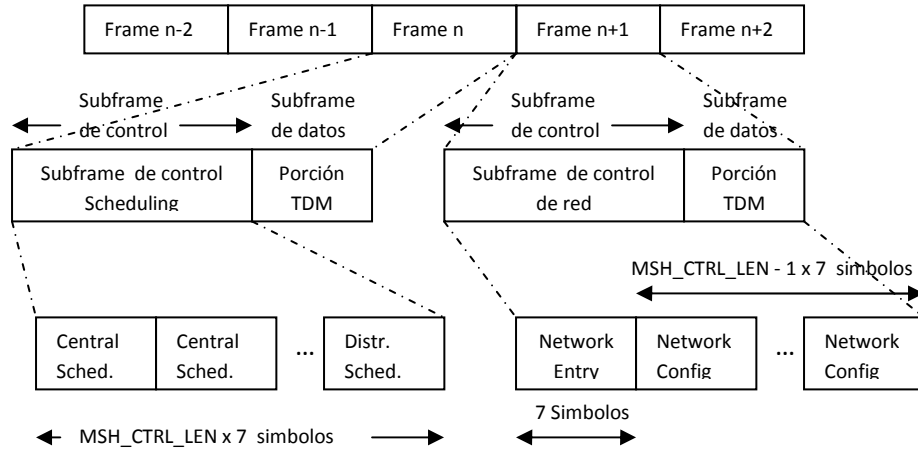 Frame n-2
Frame n-1
Frame n
Frame n+1
Frame n+2
Subframe
de control
Subframe
de datos
Subframe
de control
Subframe
de datos
Subframe de control
Scheduling
Porción
TDM
Subframe de control
de red
Porción
TDM
MSH_CTRL_LEN - 1 x 7 simbolos
Central
Sched.
Central
Sched.
...
Distr.
Sched.
Network
Entry
Network
Config
...
Network
Config
7 Simbolos
MSH_CTRL_LEN x 7 simbolos